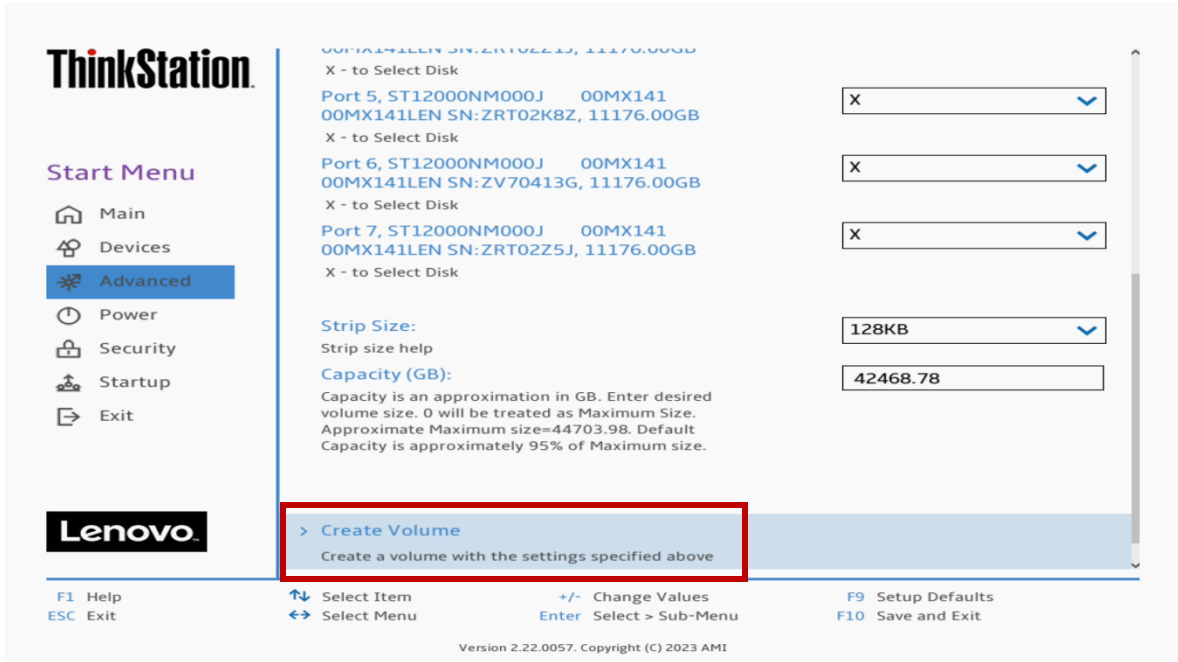 ThinkStation
Start Menu
Main
Devices
Advanced
Power
Security
Startup
Exit
Lenovo
00MX141LEN SN:ZRT02Z1J, 11176.00GB
X - to Select Disk
Port 5, ST12000NM000J 00MX141
00MX141LEN SN:ZRT02K8Z, 11176.00GB
X
X - to Select Disk
Port 6, ST12000NM000J 00MX141
00MX141LEN SN:ZV70413G, 11176.00GB
X
X - to Select Disk
Port 7, ST12000NM000J 00MX141
00MX141LEN SN:ZRT02Z5J, 11176.00GB
X
X - to Select Disk
Strip Size:
128KB
Strip size help
Capacity (GB):
42468.78
Capacity is an approximation in GB. Enter desired
volume size. 0 will be treated as Maximum Size.
Approximate Maximum size=44703.98. Default
Capacity is approximately 95% of Maximum size.
> Create Volume
Create a volume with the settings specified above
F1 Help
ESC Exit
↑↓ Select Item
←→ Select Menu
+/- Change Values
Enter Select > Sub-Menu
F9 Setup Defaults
F10 Save and Exit
Version 2.22.0057. Copyright (C) 2023 AMI